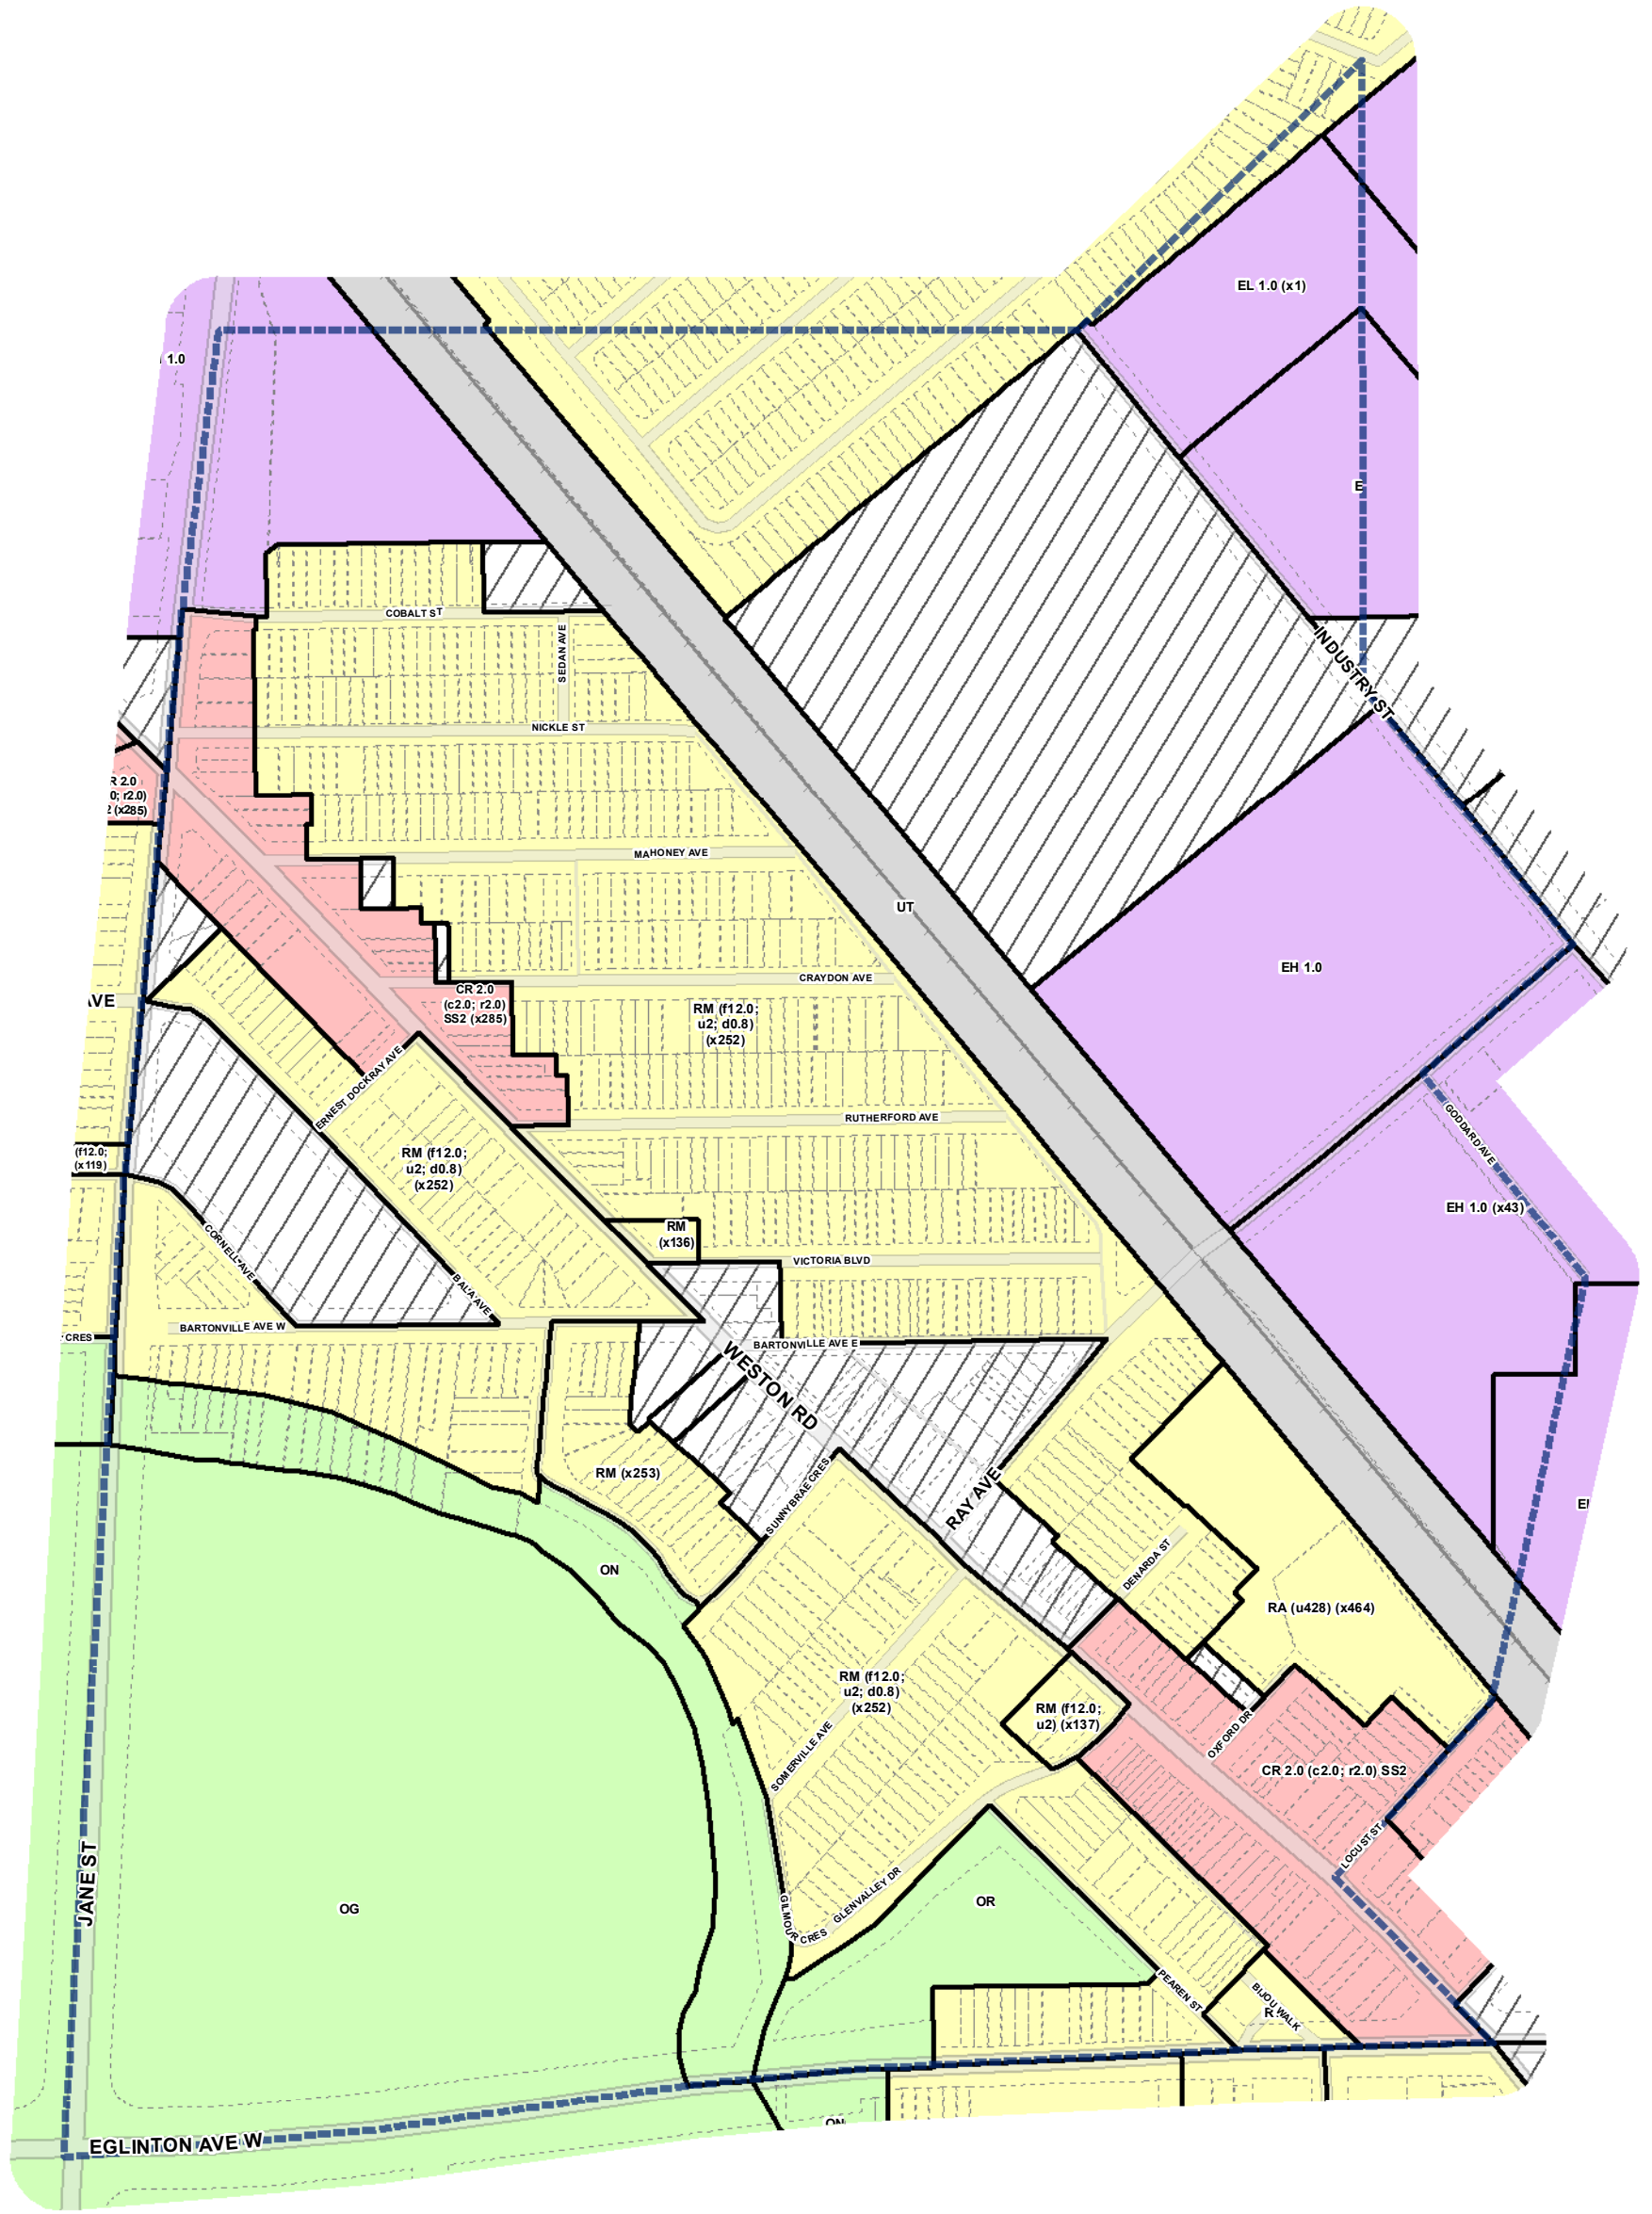 EL 1.0 (x1)
1.0
E
COBALT ST
SEDAN AVE
INDUSTRY ST
NICKLE ST
R 2.0
0; r2.0)
2 (x285)
MAHONEY AVE
UT
EH 1.0
CRAYDON AVE
AVE
CR 2.0
(c2.0; r2.0)
SS2 (x285)
RM (f12.0;
u2; d0.8)
(x252)
ERNEST DOCKRAY AVE
RUTHERFORD AVE
GODDARD AVE
(f12.0;
(x119)
RM (f12.0;
u2; d0.8)
(x252)
EH 1.0 (x43)
RM
(x136)
CORNELL AVE
BALA AVE
VICTORIA BLVD
BARTONVILLE AVE W
F CRES
BARTONVILLE AVE E
WESTON RD
RM (x253)
SUNNYBRAE CRES
RAY AVE
DENARDA ST
ON
RA (u428) (x464)
RM (f12.0;
u2; d0.8)
(x252)
RM (f12.0;
u2) (x137)
SOMERVILLE AVE
OXFORD DR
CR 2.0 (c2.0; r2.0) SS2
LOCUST ST
JANE ST
OG
OR
GLENVALLEY DR
GILMOUR CRES
PEAREN ST
BIJOU WALK
R
ON
EGLINTON AVE W